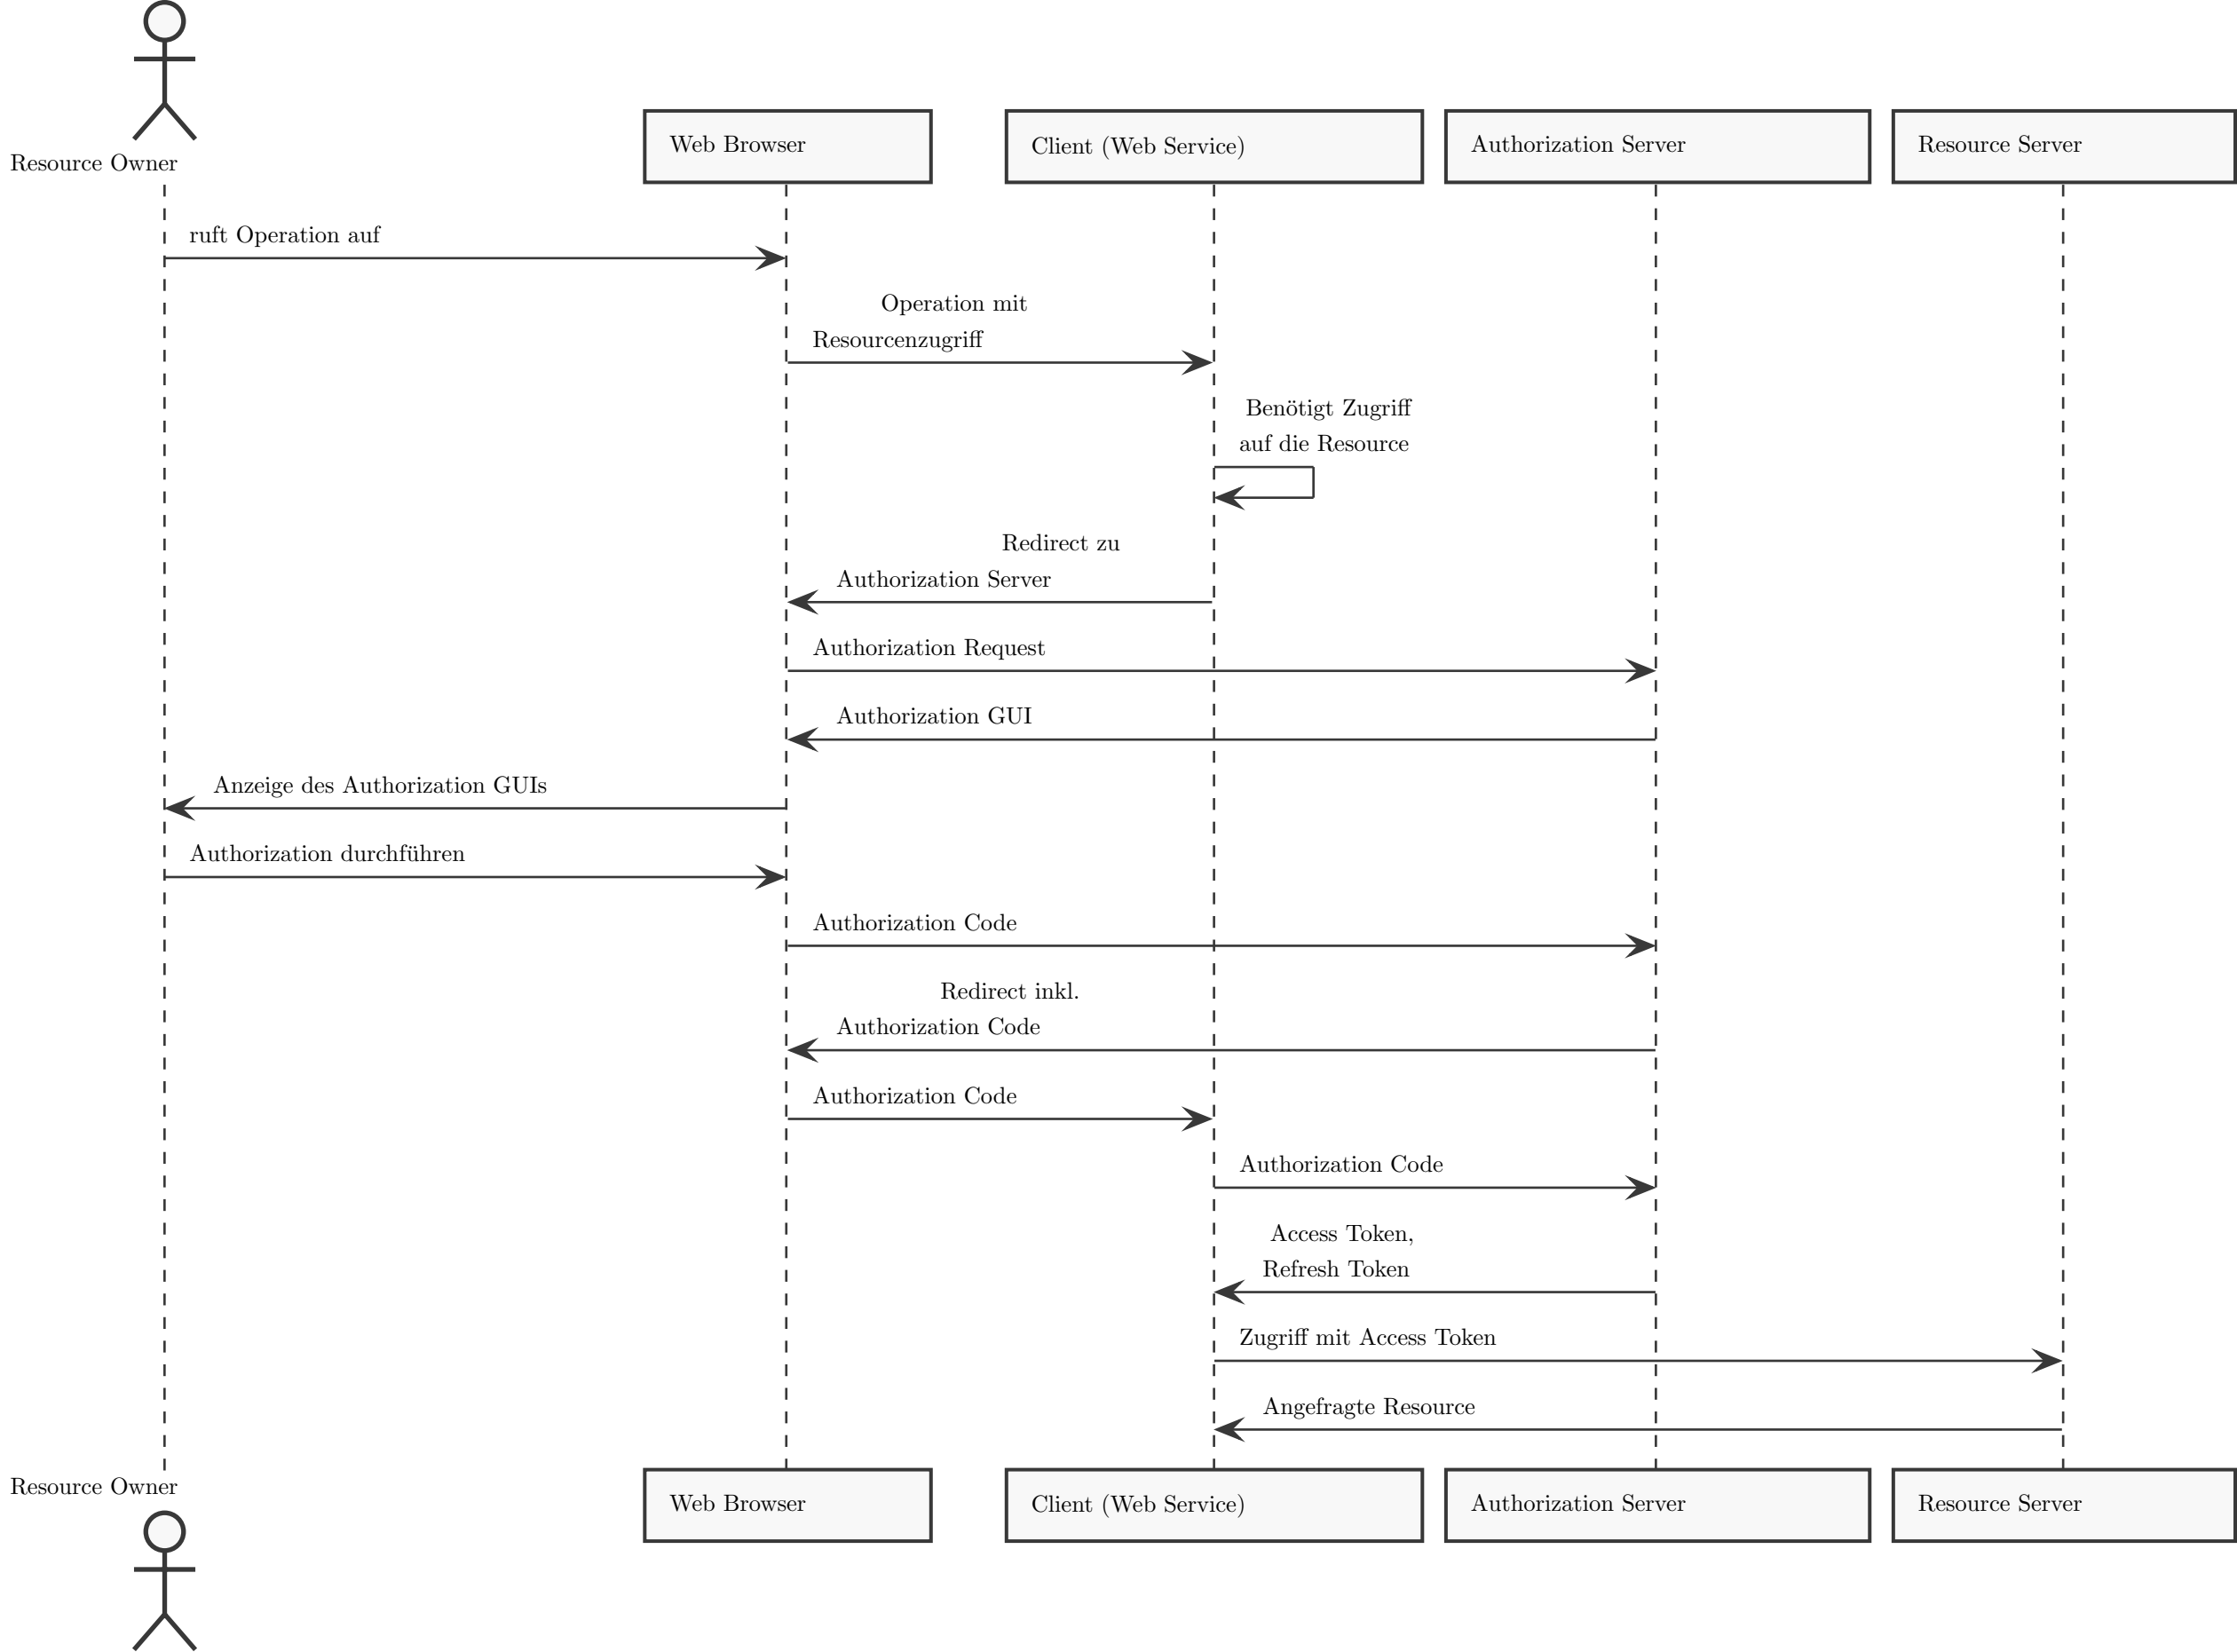 Resource Owner
Web Browser
Client (Web Service)
Authorization Server
Resource Server
ruft Operation auf
Operation mit
Resourcenzugriff
Benötigt Zugriff
auf die Resource
Redirect zu
Authorization Server
Authorization Request
Authorization GUI
Anzeige des Authorization GUIs
Authorization durchführen
Authorization Code
Redirect inkl.
Authorization Code
Authorization Code
Authorization Code
Access Token,
Refresh Token
Zugriff mit Access Token
Angefragte Resource
Resource Owner
Web Browser
Client (Web Service)
Authorization Server
Resource Server